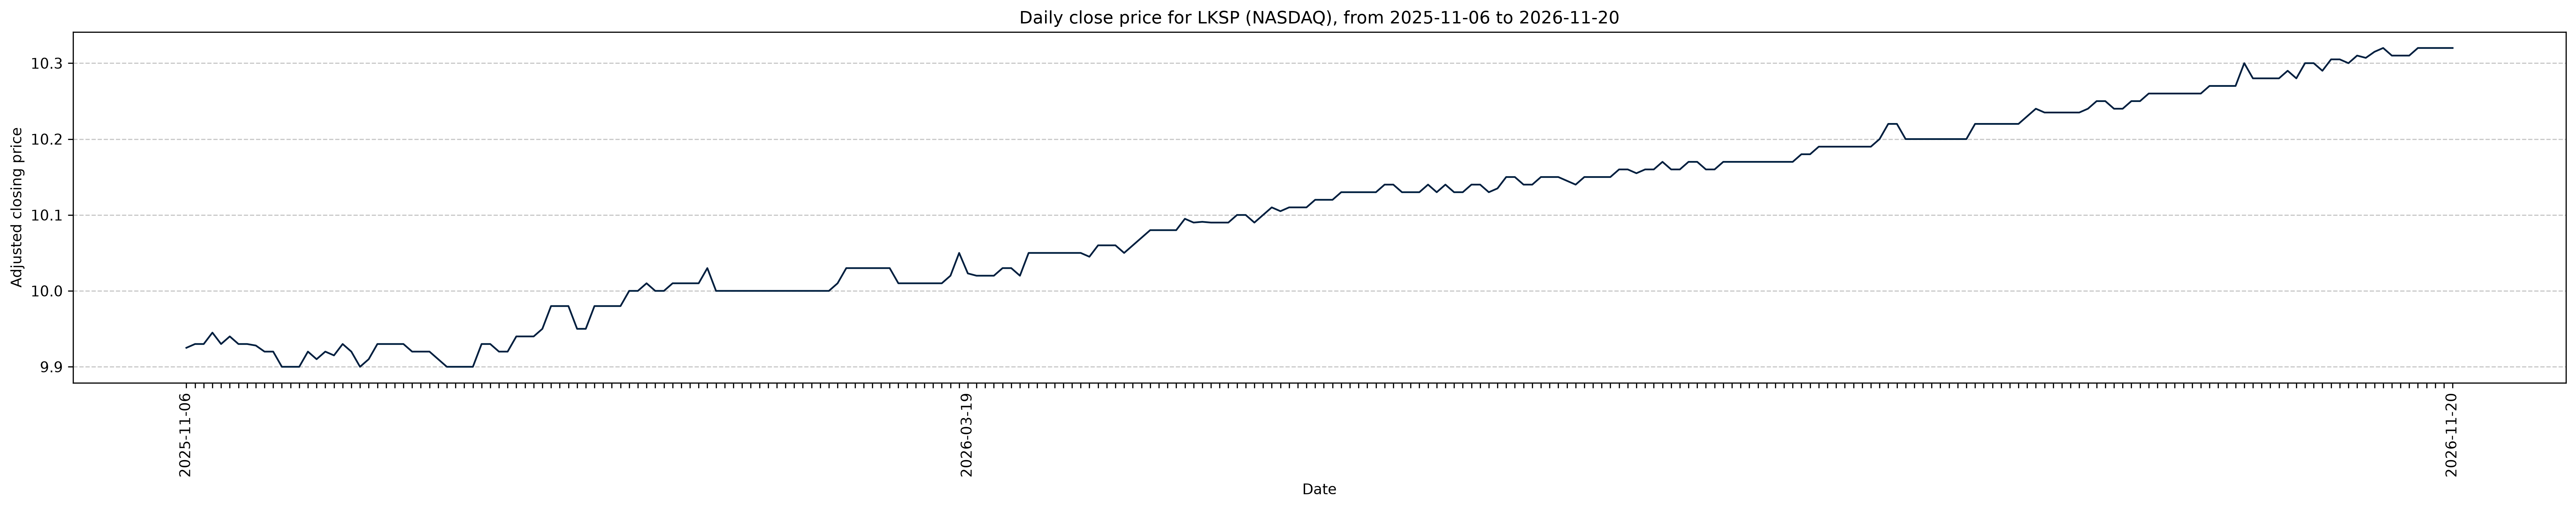 Daily close price for LKSP (NASDAQ), from 2025-11-06 to 2026-11-20
Adjusted closing price
10.3
10.2
10.1
10.0
9.9
2025-11-06
2026-03-19
2026-11-20
Date